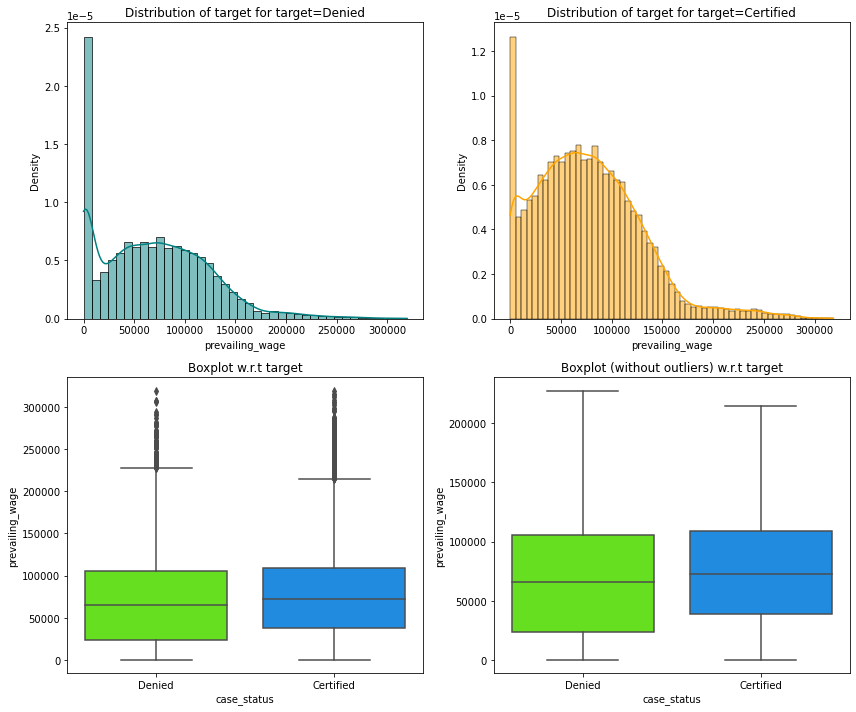 Distribution of target for target=Denied
1e−5
2.5
2.0
1.5
1.0
0.5
0.0
Density
0 50000 100000 150000 200000 250000 300000
prevailing_wage
Distribution of target for target=Certified
1e−5
1.2
1.0
0.8
0.6
0.4
0.2
0.0
Density
0 50000 100000 150000 200000 250000 300000
prevailing_wage
Boxplot w.r.t target
300000
250000
200000
150000
100000
50000
0
prevailing_wage
Denied Certified
case_status
Boxplot (without outliers) w.r.t target
200000
150000
100000
50000
0
prevailing_wage
Denied Certified
case_status